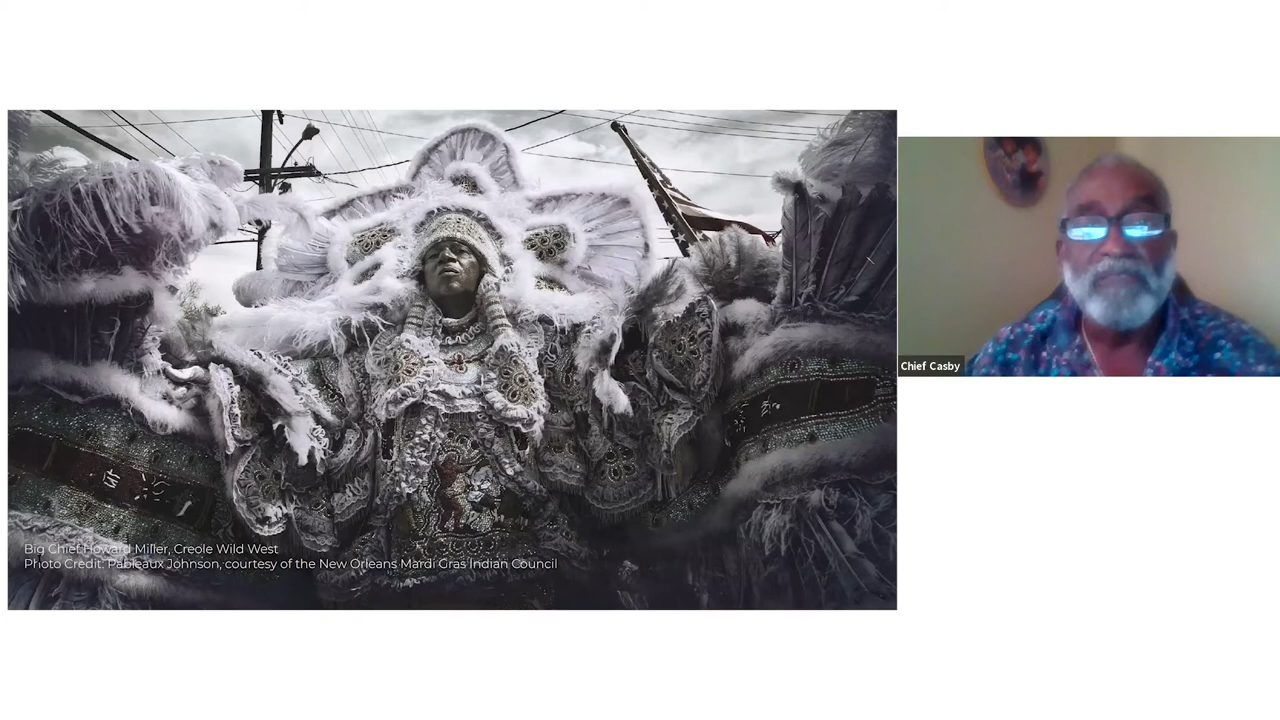 Big Chief Howard Miller, Creole Wild West
Photo Credit: Pableaux Johnson, courtesy of the New Orleans Mardi Gras Indian Council
Chief Casby